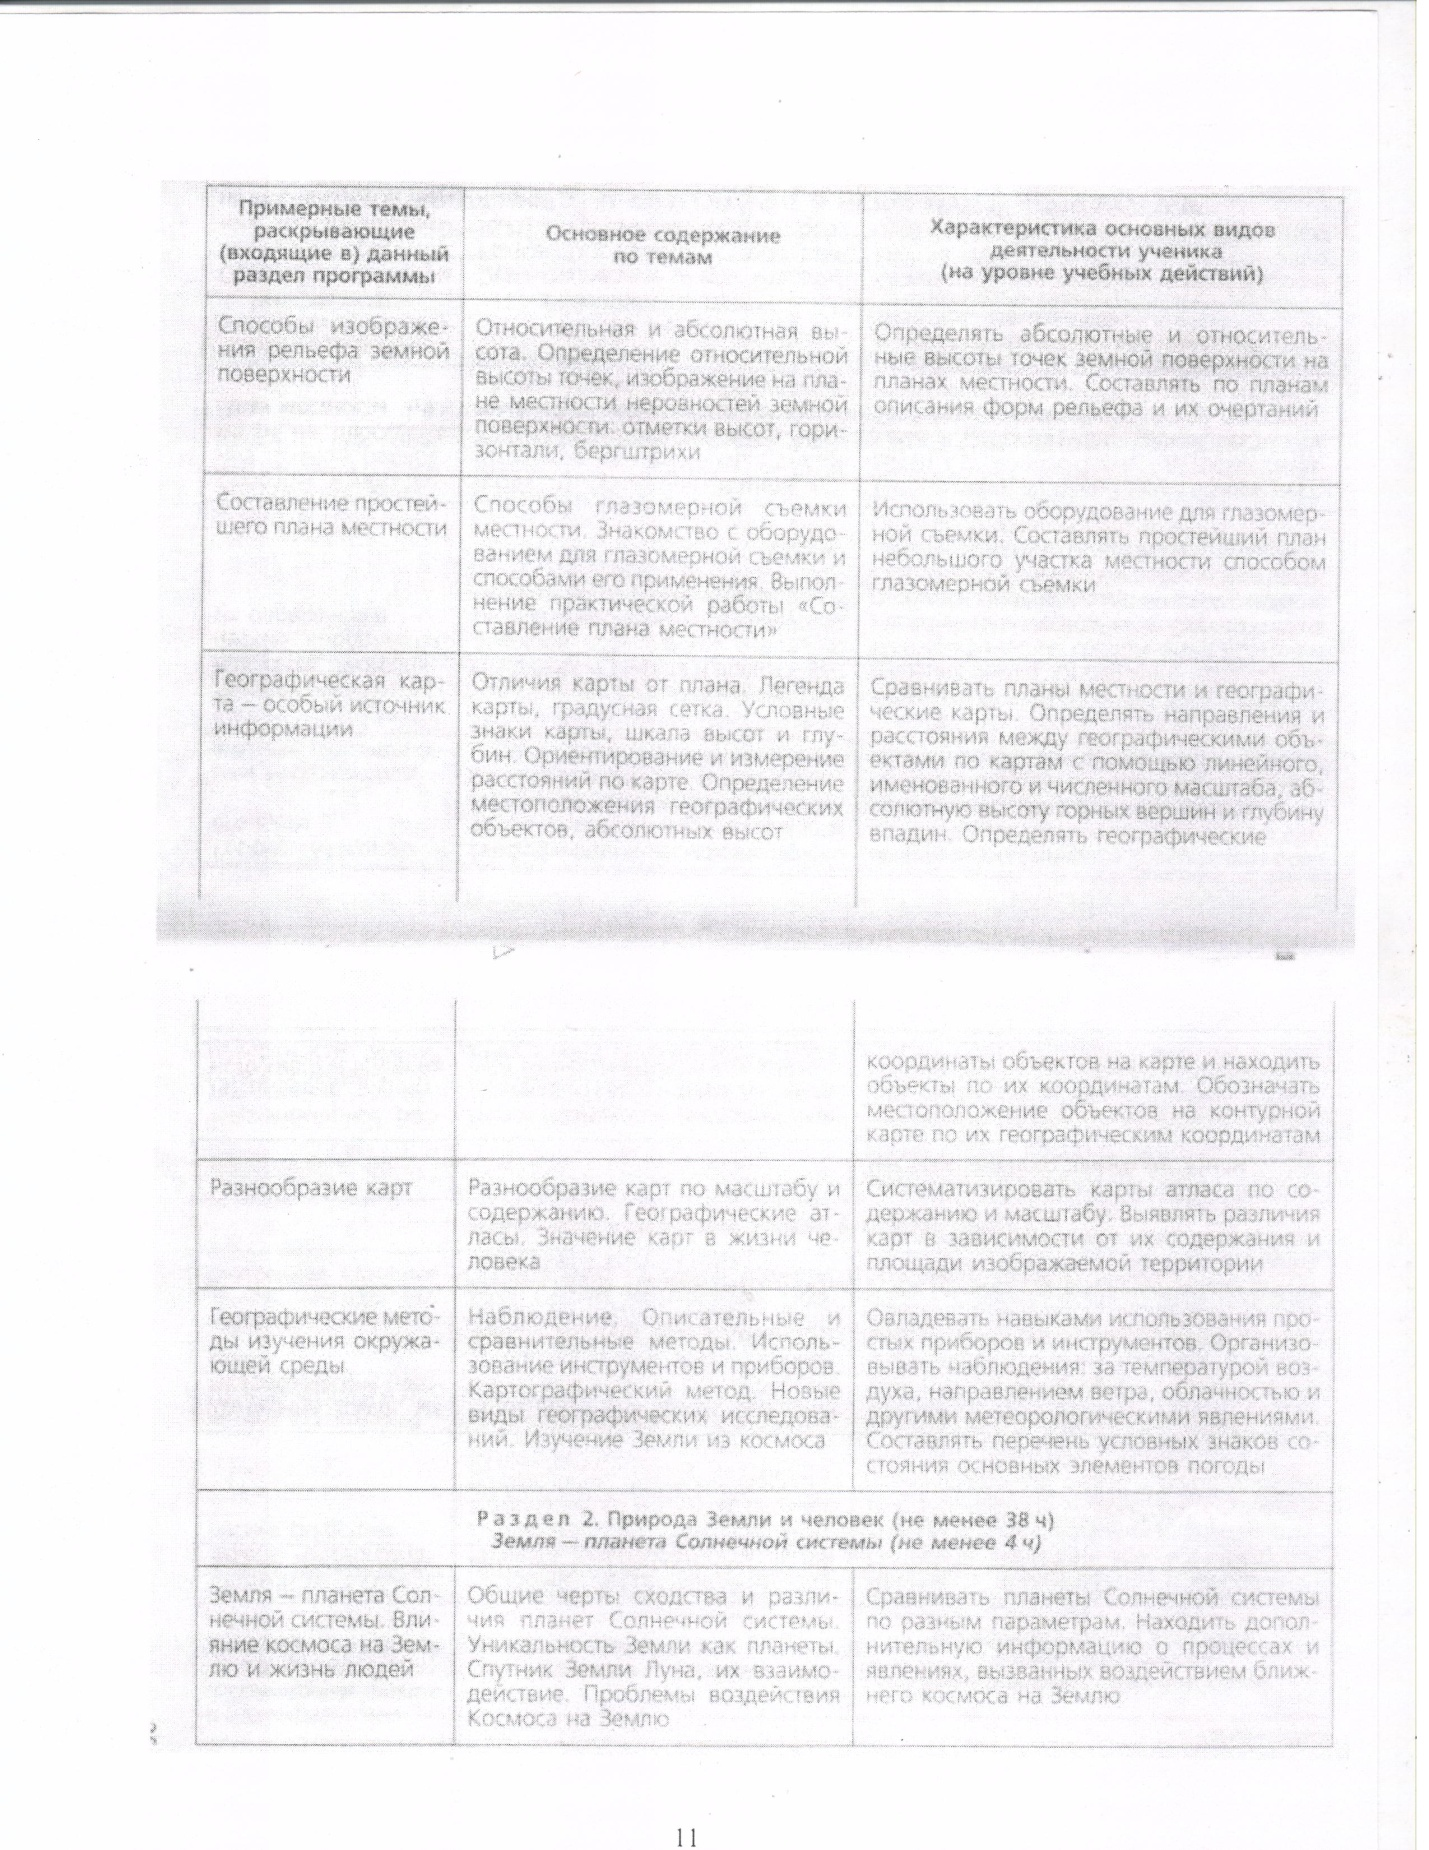 Примерные темы,
раскрывающие
(входящие в) данный
раздел программы
Основное содержание
по темам
Характеристика основных видов
деятельности ученика
(на уровне учебных действий)
Способы изображе-
ния рельефа земной
поверхности
Относительная и абсолютная вы-
сота. Определение относительной
высоты точек, изображение на пла-
не местности неровностей земной
поверхности: отметки высот, гори-
зонтали, бергштрихи
Определять абсолютные и относитель-
ные высоты точек земной поверхности на
планах местности. Составлять по планам
описания форм рельефа и их очертаний
Составление простей-
шего плана местности
Способы глазомерной съемки
местности. Знакомство с оборудо-
ванием для глазомерной съемки и
способами его применения. Выпол-
нение практической работы «Со-
ставление плана местности»
Использовать оборудование для глазомер-
ной съемки. Составлять простейший план
небольшого участка местности способом
глазомерной съемки
Географическая кар-
та — особый источник
информации
Отличия карты от плана. Легенда
карты, градусная сетка. Условные
знаки карты, шкала высот и глу-
бин. Ориентирование и измерение
расстояний по карте. Определение
местоположения географических
объектов, абсолютных высот
Сравнивать планы местности и географи-
ческие карты. Определять направления и
расстояния между географическими объ-
ектами по картам с помощью линейного,
именованного и численного масштаба, аб-
солютную высоту горных вершин и глубину
впадин. Определять географические
координаты объектов на карте и находить
объекты по их координатам. Обозначать
местоположение объектов на контурной
карте по их географическим координатам
Разнообразие карт
Разнообразие карт по масштабу и
содержанию. Географические ат-
ласы. Значение карт в жизни че-
ловека
Систематизировать карты атласа по со-
держанию и масштабу. Выявлять различия
карт в зависимости от их содержания и
площади изображаемой территории
Географические мето-
ды изучения окружа-
ющей среды
Наблюдение. Описательные и
сравнительные методы. Исполь-
зование инструментов и приборов.
Картографический метод. Новые
виды географических исследова-
ний. Изучение Земли из космоса
Овладевать навыками использования про-
стых приборов и инструментов. Организо-
вывать наблюдения: за температурой воз-
духа, направлением ветра, облачностью и
другими метеорологическими явлениями.
Составлять перечень условных знаков со-
стояния основных элементов погоды
Раздел 2. Природа Земли и человек (не менее 38 ч)
Земля — планета Солнечной системы (не менее 4 ч)
Земля — планета Сол-
нечной системы. Вли-
яние космоса на Зем-
лю и жизнь людей
Общие черты сходства и разли-
чия планет Солнечной системы.
Уникальность Земли как планеты.
Спутник Земли Луна, их взаимо-
действие. Проблемы воздействия
Космоса на Землю
Сравнивать планеты Солнечной системы
по разным параметрам. Находить допол-
нительную информацию о процессах и
явлениях, вызванных воздействием ближ-
него космоса на Землю
11